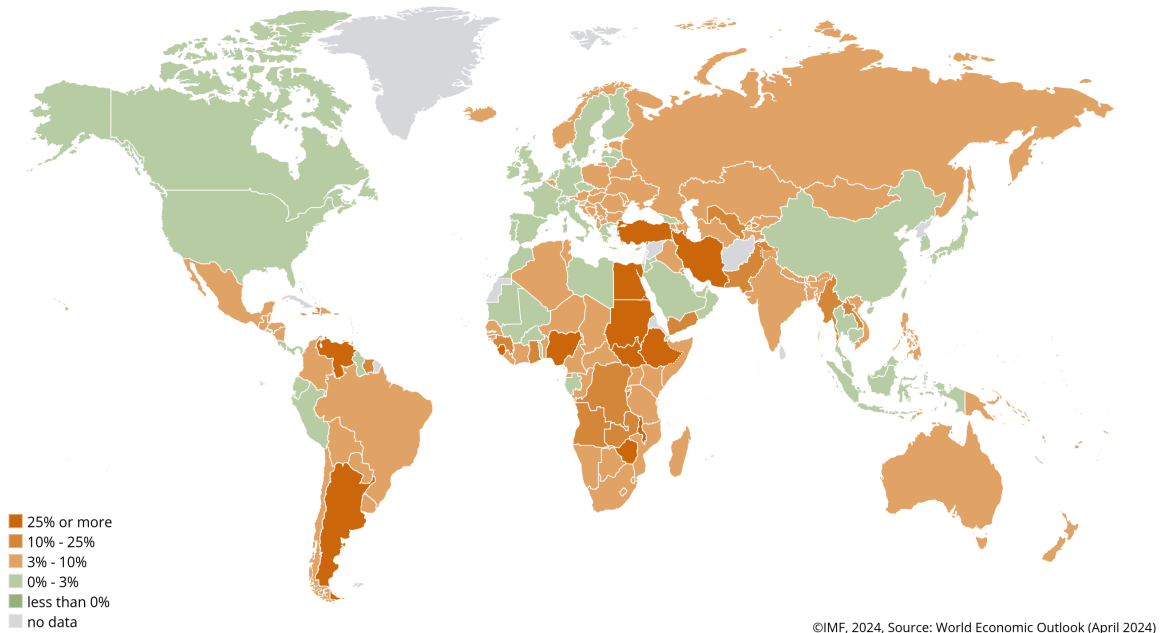 25% or more
10% - 25%
3% - 10%
0% - 3%
less than 0%
no data
©IMF, 2024, Source: World Economic Outlook (April 2024)